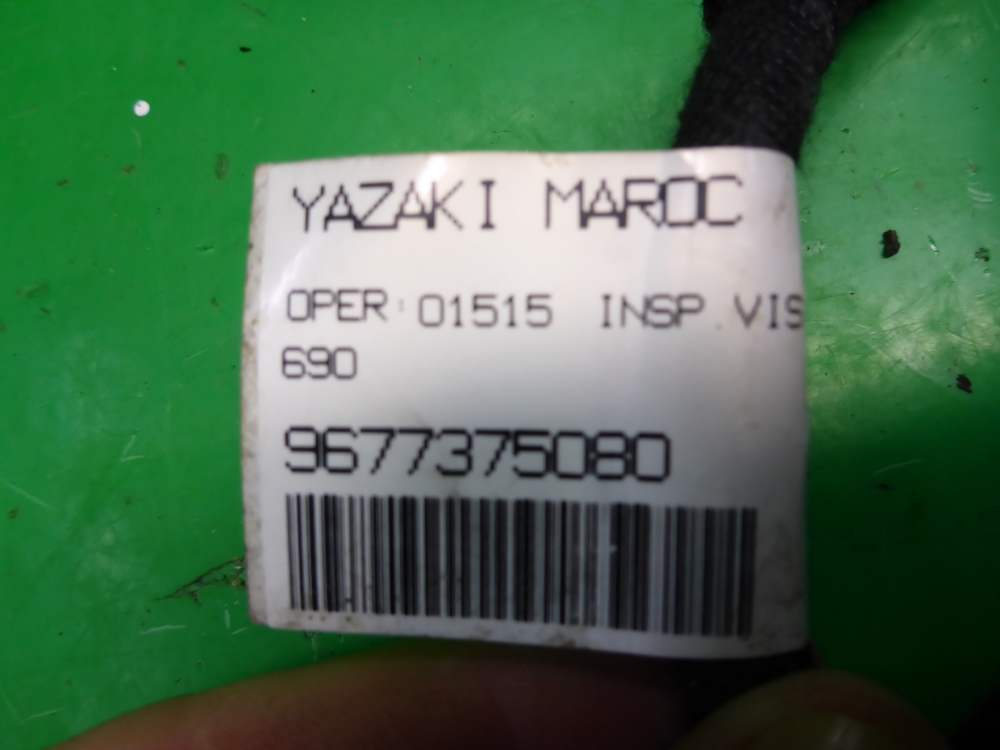 YAZAKI MAROC
OPER: 01515 INSP.VIS
690
9677375080